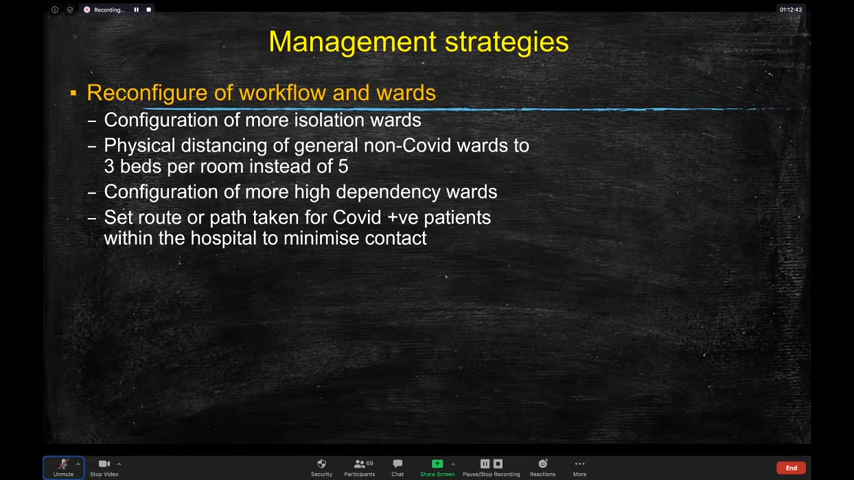 Recording...
01:12:43
Management strategies
▪ Reconfigure of workflow and wards
– Configuration of more isolation wards
– Physical distancing of general non-Covid wards to
3 beds per room instead of 5
– Configuration of more high dependency wards
– Set route or path taken for Covid +ve patients
within the hospital to minimise contact
Unmute
Stop Video
Security
Participants
69
Chat
Share Screen
Pause/Stop Recording
Reactions
More
End